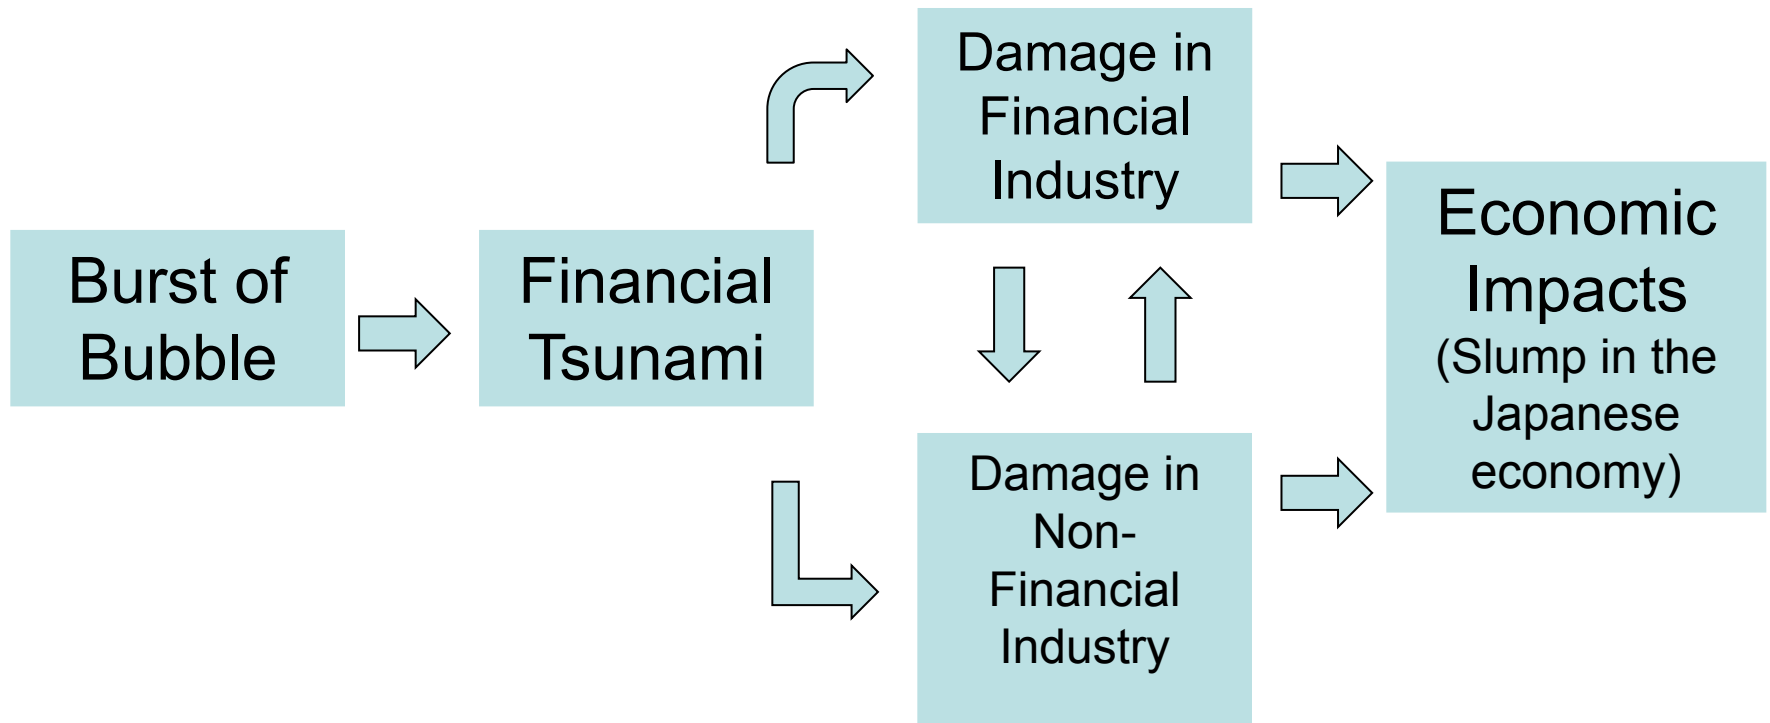 Burst of
Bubble
Financial
Tsunami
Damage in
Financial
Industry
Damage in
Non-
Financial
Industry
Economic
Impacts
(Slump in the
Japanese
economy)